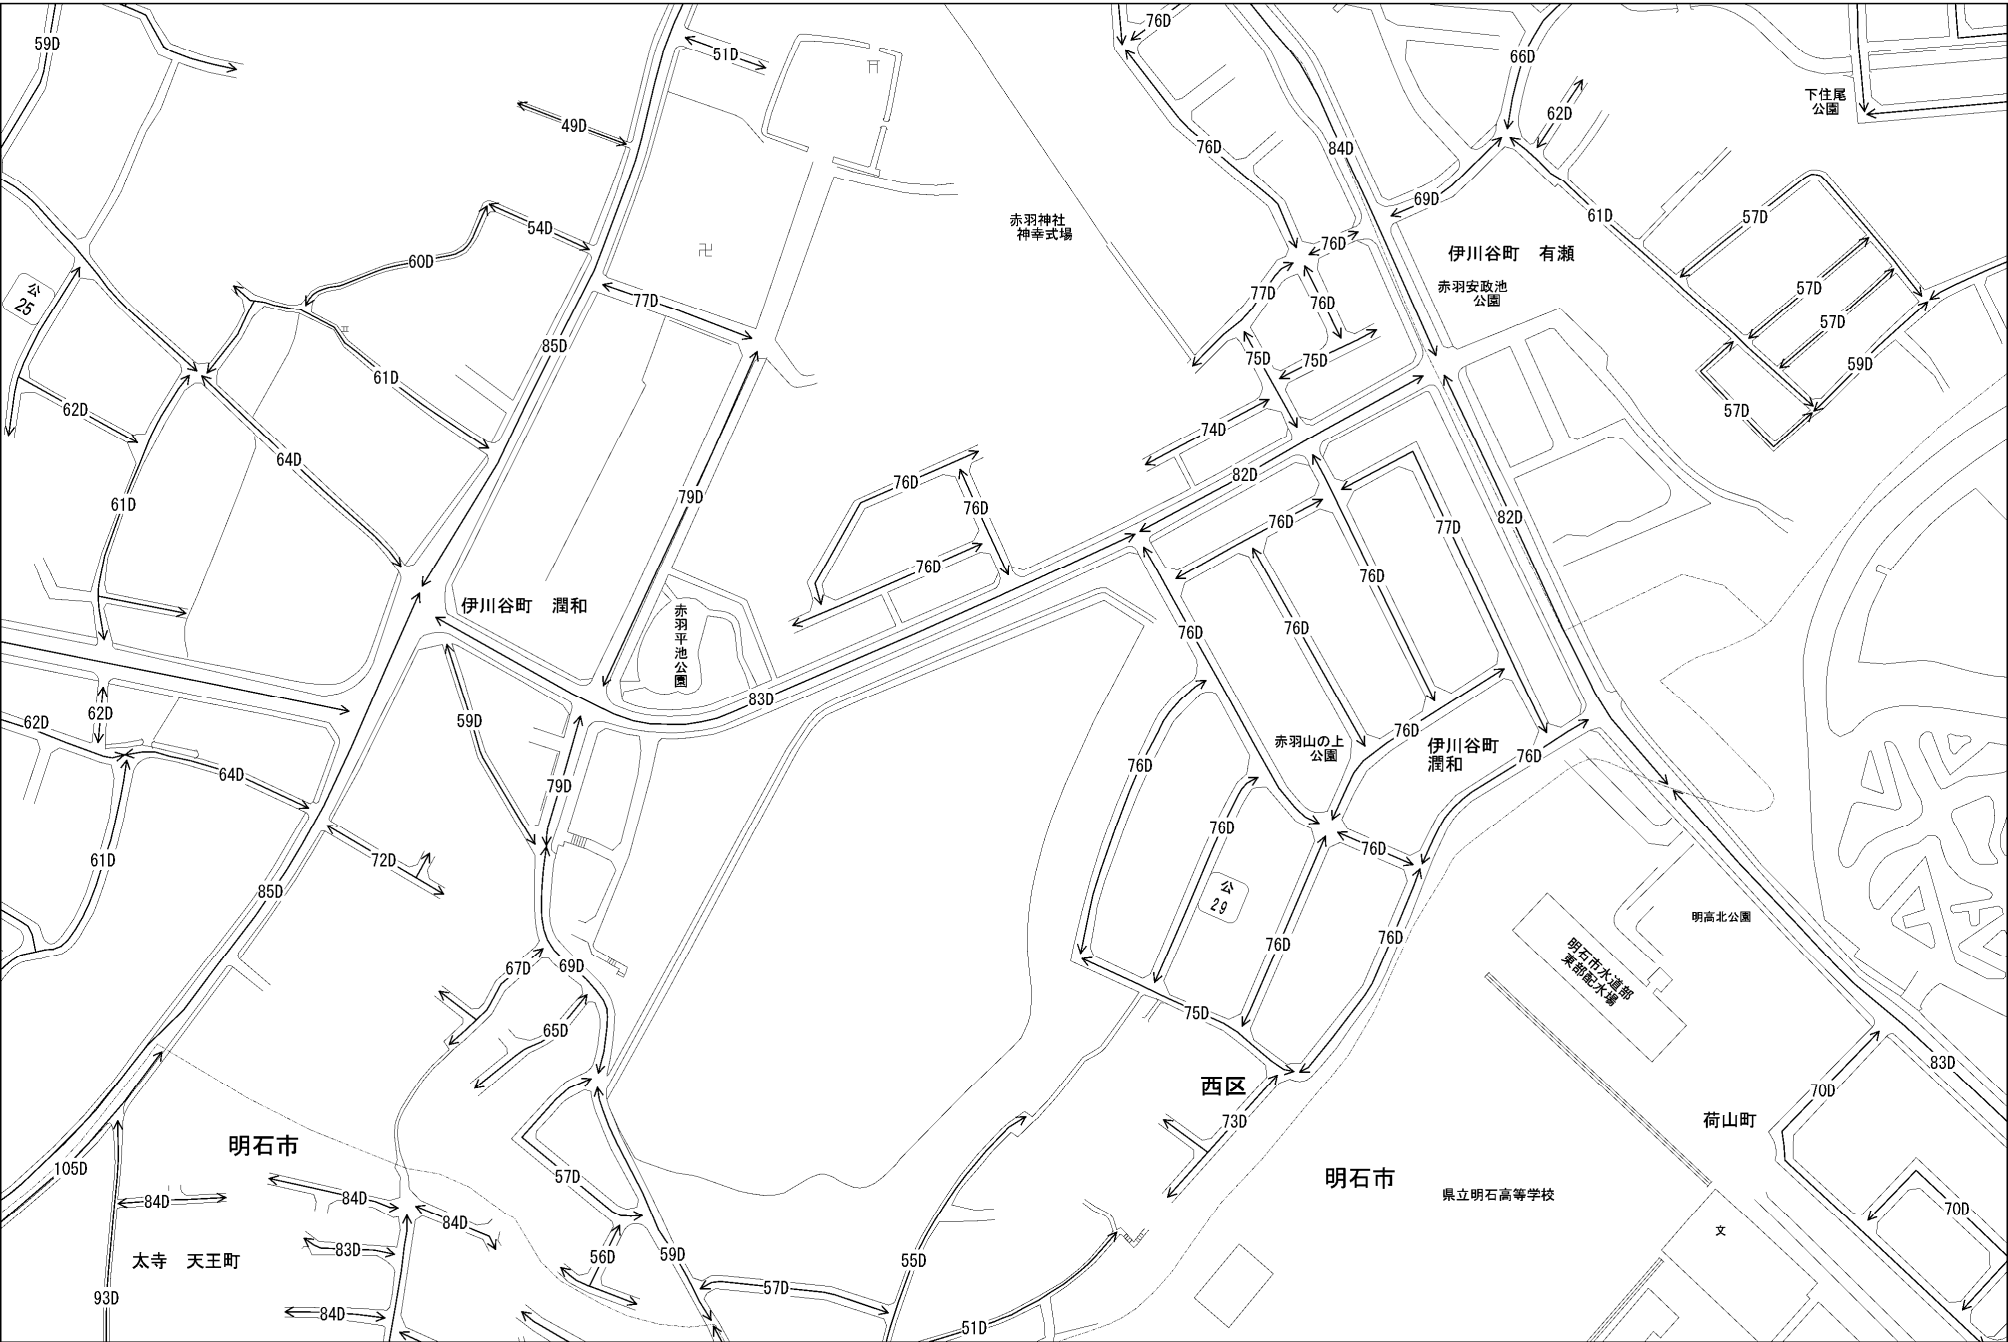 59D
51D
76D
66D
下住尾
公園
49D
62D
76D
84D
69D
54D
赤羽神社
神幸式場
61D
57D
60D
卍
76D
伊川谷町 有瀬
公
25
77D
77D
76D
赤羽安政池
公園
57D
57D
85D
75D
75D
59D
61D
62D
57D
74D
64D
82D
76D
79D
76D
61D
76D
77D
82D
76D
76D
伊川谷町 潤和
赤羽平池公園
76D
76D
83D
62D
62D
59D
76D
赤羽山の上
公園
伊川谷町
潤和
76D
76D
64D
79D
76D
61D
72D
76D
85D
公
29
明高北公園
76D
76D
67D
69D
明石市水道部
東部配水場
75D
65D
83D
西区
70D
73D
荷山町
明石市
105D
57D
明石市
84D
84D
県立明石高等学校
84D
70D
文
83D
太寺 天王町
56D
59D
55D
57D
93D
84D
51D